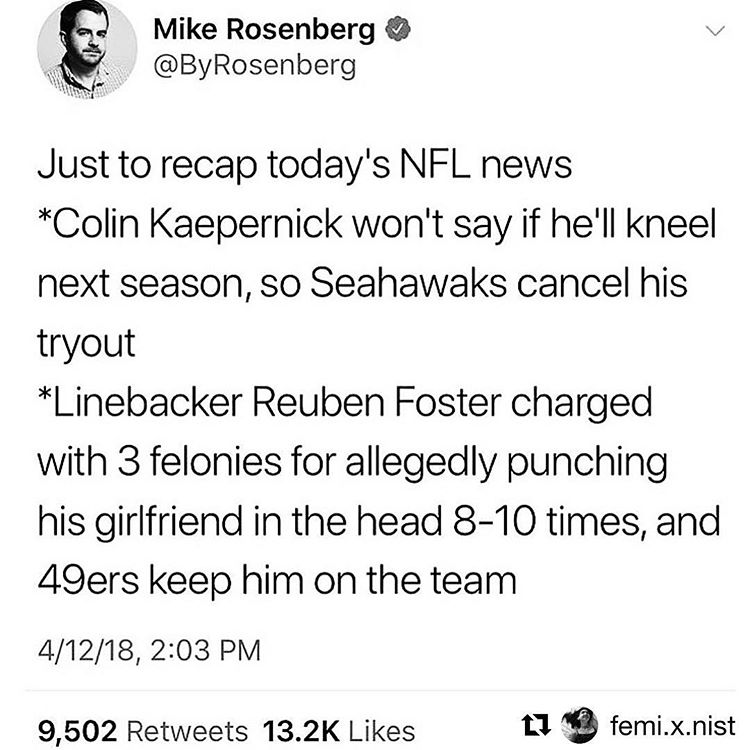 Mike Rosenberg
@ByRosenberg
Just to recap today's NFL news
*Colin Kaepernick won't say if he'll kneel
next season, so Seahawaks cancel his
tryout
*Linebacker Reuben Foster charged
with 3 felonies for allegedly punching
his girlfriend in the head 8-10 times, and
49ers keep him on the team
4/12/18, 2:03 PM
9,502 Retweets 13.2K Likes
femi.x.nist